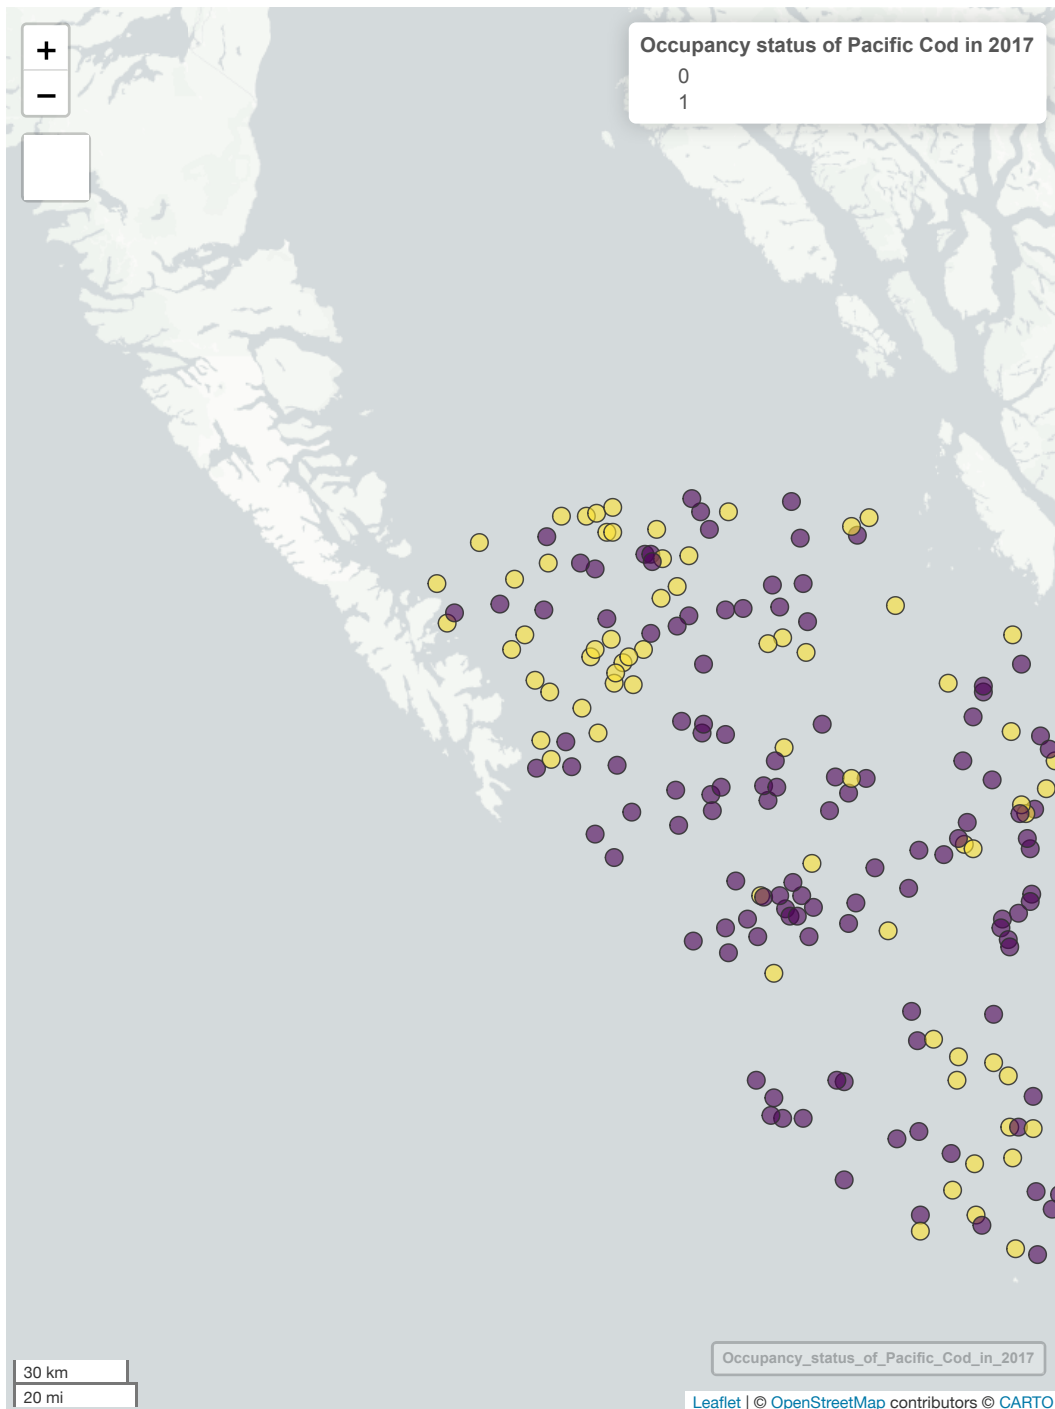 +
−
Occupancy status of Pacific Cod in 2017
0
1
Occupancy_status_of_Pacific_Cod_in_2017
30 km
20 mi
Leaflet | © OpenStreetMap contributors © CARTO